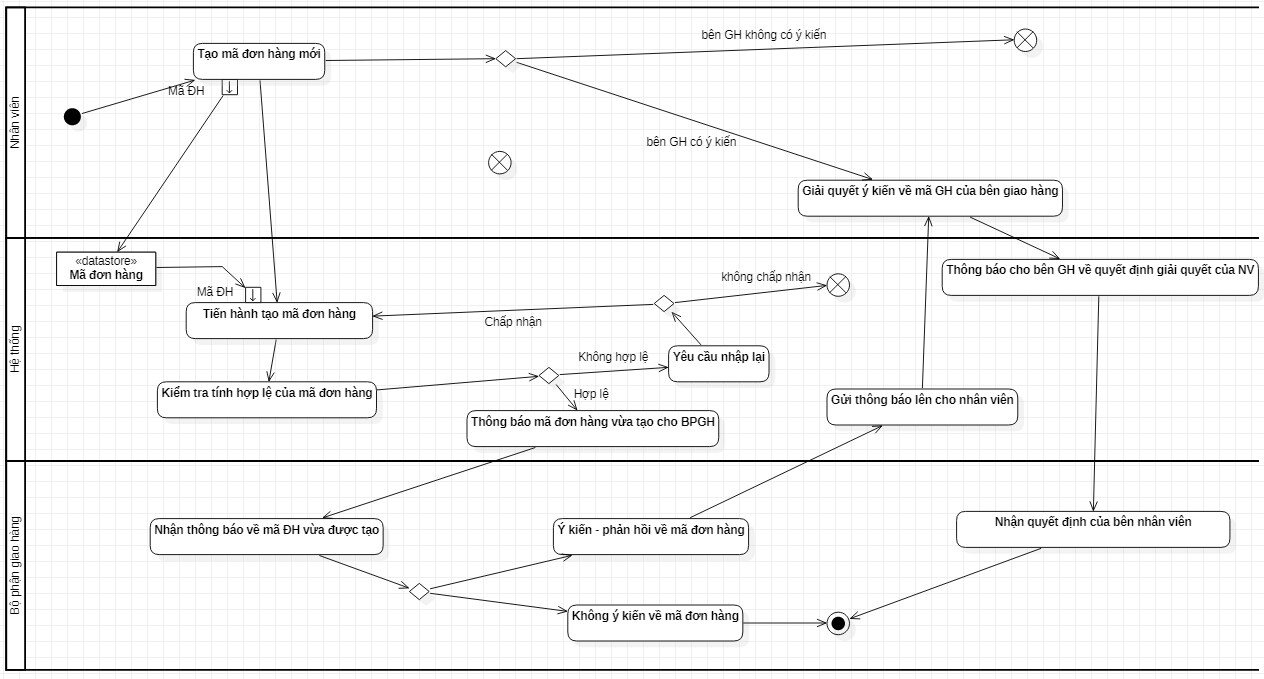 Nhân viên
bên GH không có ý kiến
Tạo mã đơn hàng mới
Mã ĐH
bên GH có ý kiến
Giải quyết ý kiến về mã GH của bên giao hàng
Hệ thống
«datastore»
Mã đơn hàng
Thông báo cho bên GH về quyết định giải quyết của NV
không chấp nhận
Mã ĐH
Tiến hành tạo mã đơn hàng
Chấp nhận
Không hợp lệ
Yêu cầu nhập lại
Kiểm tra tính hợp lệ của mã đơn hàng
Hợp lệ
Gửi thông báo lên cho nhân viên
Thông báo mã đơn hàng vừa tạo cho BPGH
Bộ phận giao hàng
Nhận thông báo về mã ĐH vừa được tạo
Ý kiến - phản hồi về mã đơn hàng
Nhận quyết định của bên nhân viên
Không ý kiến về mã đơn hàng